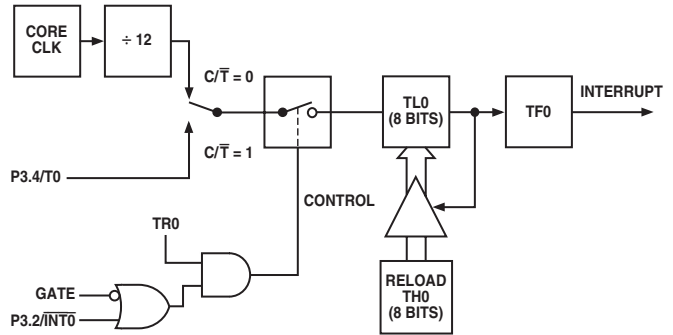 CORE
CLK
÷ 12
C/T̅ = 0
C/T̅ = 1
P3.4/T0
TL0
(8 BITS)
TF0
INTERRUPT
CONTROL
TR0
GATE
P3.2/I̅N̅T̅0̅
RELOAD
TH0
(8 BITS)